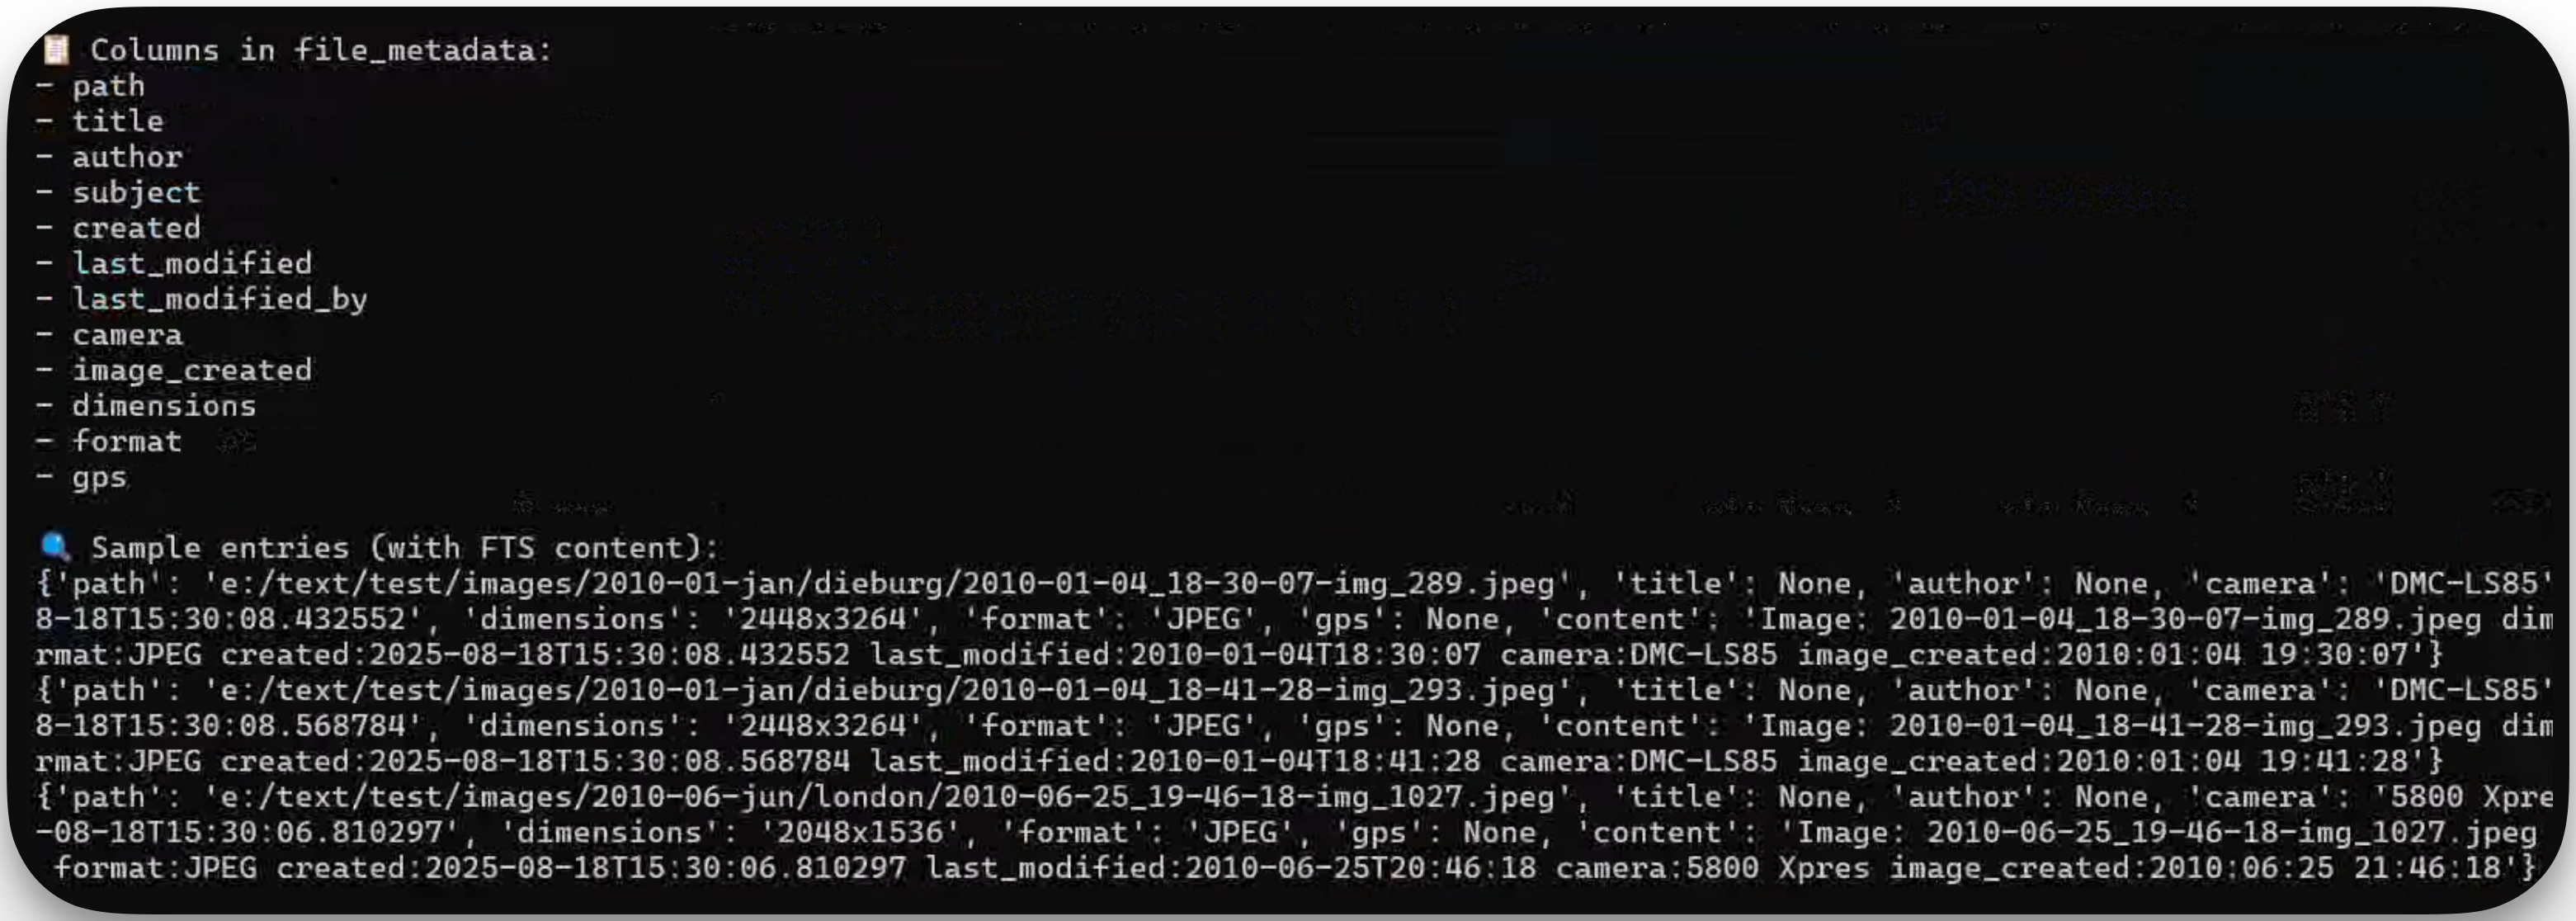 📋 Columns in file_metadata:
- path
- title
- author
- subject
- created
- last_modified
- last_modified_by
- camera
- image_created
- dimensions
- format
- gps
🔍 Sample entries (with FTS content):
{'path': 'e:/text/test/images/2010-01-jan/dieburg/2010-01-04_18-30-07-img_289.jpeg', 'title': None, 'author': None, 'camera': 'DMC-LS85'
8-18T15:30:08.432552', 'dimensions': '2448x3264', 'format': 'JPEG', 'gps': None, 'content': 'Image: 2010-01-04_18-30-07-img_289.jpeg dim
rmat:JPEG created:2025-08-18T15:30:08.432552 last_modified:2010-01-04T18:30:07 camera:DMC-LS85 image_created:2010:01:04 19:30:07'}
{'path': 'e:/text/test/images/2010-01-jan/dieburg/2010-01-04_18-41-28-img_293.jpeg', 'title': None, 'author': None, 'camera': 'DMC-LS85'
8-18T15:30:08.568784', 'dimensions': '2448x3264', 'format': 'JPEG', 'gps': None, 'content': 'Image: 2010-01-04_18-41-28-img_293.jpeg dim
rmat:JPEG created:2025-08-18T15:30:08.568784 last_modified:2010-01-04T18:41:28 camera:DMC-LS85 image_created:2010:01:04 19:41:28'}
{'path': 'e:/text/test/images/2010-06-jun/london/2010-06-25_19-46-18-img_1027.jpeg', 'title': None, 'author': None, 'camera': '5800 Xpre
-08-18T15:30:06.810297', 'dimensions': '2048x1536', 'format': 'JPEG', 'gps': None, 'content': 'Image: 2010-06-25_19-46-18-img_1027.jpeg
format:JPEG created:2025-08-18T15:30:06.810297 last_modified:2010-06-25T20:46:18 camera:5800 Xpres image_created:2010:06:25 21:46:18'}